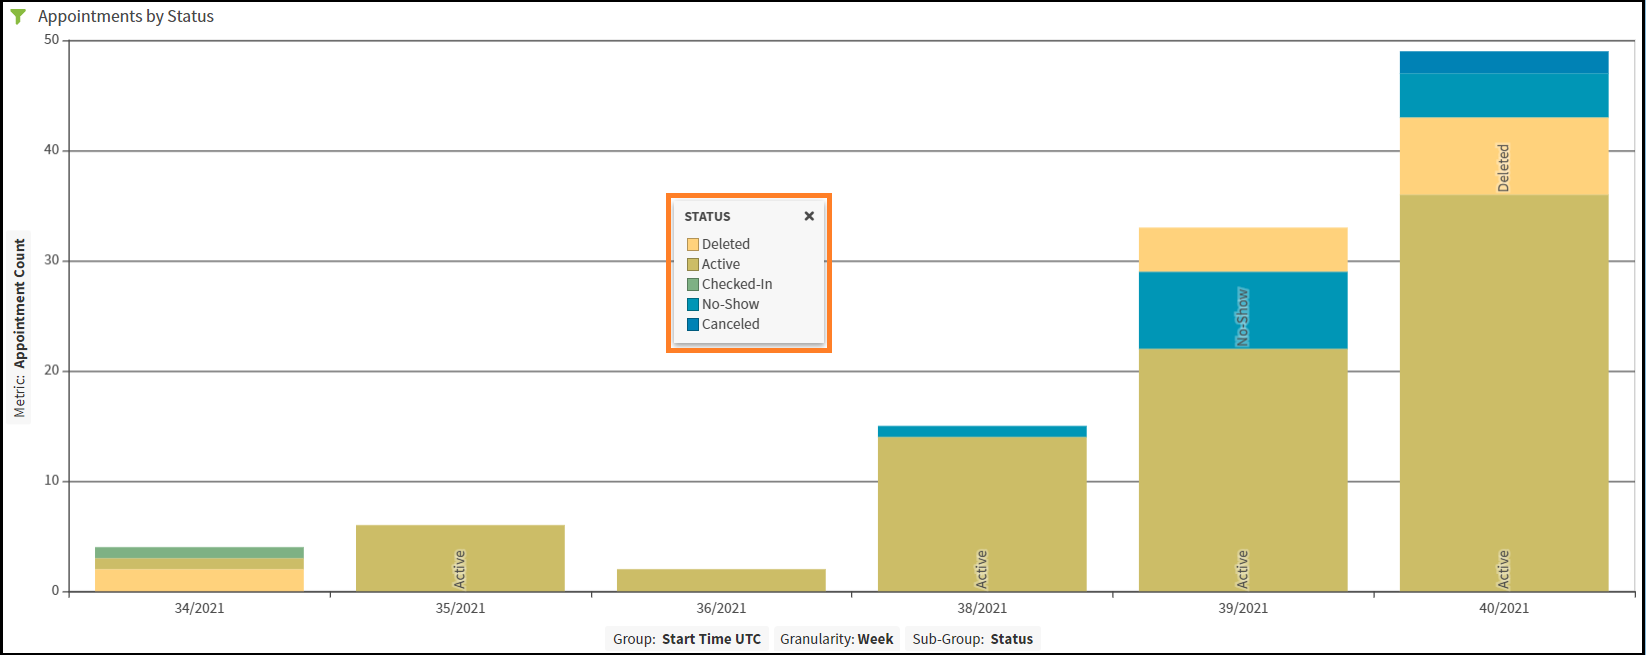 Appointments by Status
50
40
30
20
10
0
Metric: Appointment Count
STATUS
Deleted
Active
Checked-In
No-Show
Canceled
Active
Active
No-Show
Active
Deleted
Active
34/2021 35/2021 36/2021 38/2021 39/2021 40/2021
Group: Start Time UTC Granularity: Week Sub-Group: Status